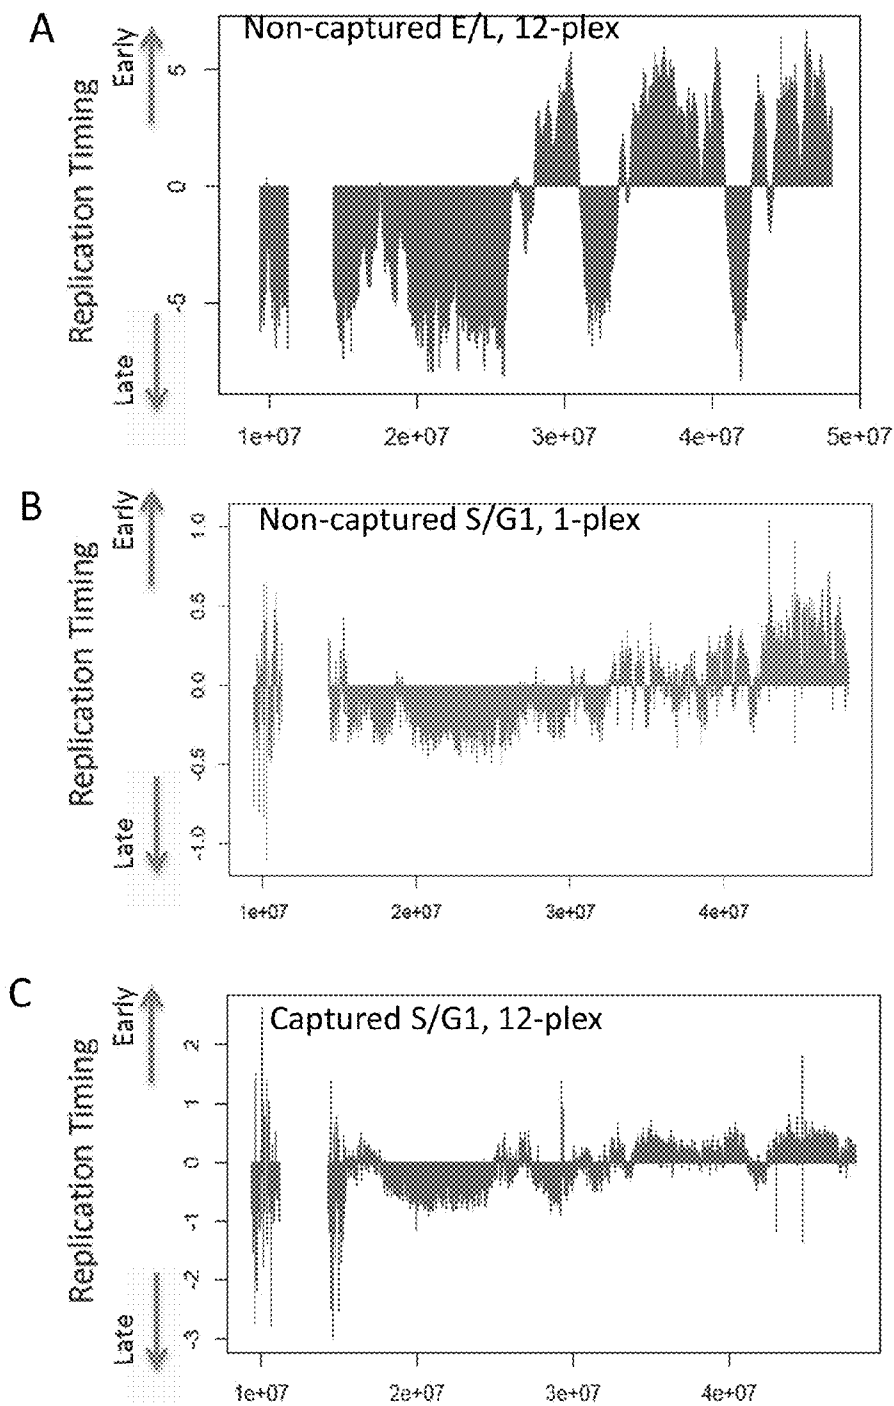 A
Non-captured E/L, 12-plex
Early
Replication Timing
Late
5
0
-5
1e+07 2e+07 3e+07 4e+07 5e+07
B
Non-captured S/G1, 1-plex
Early
Replication Timing
Late
1.0
0.5
0.0
-0.5
-1.0
1e+07 2e+07 3e+07 4e+07
C
Captured S/G1, 12-plex
Early
Replication Timing
Late
2
1
0
-1
-2
-3
1e+07 2e+07 3e+07 4e+07